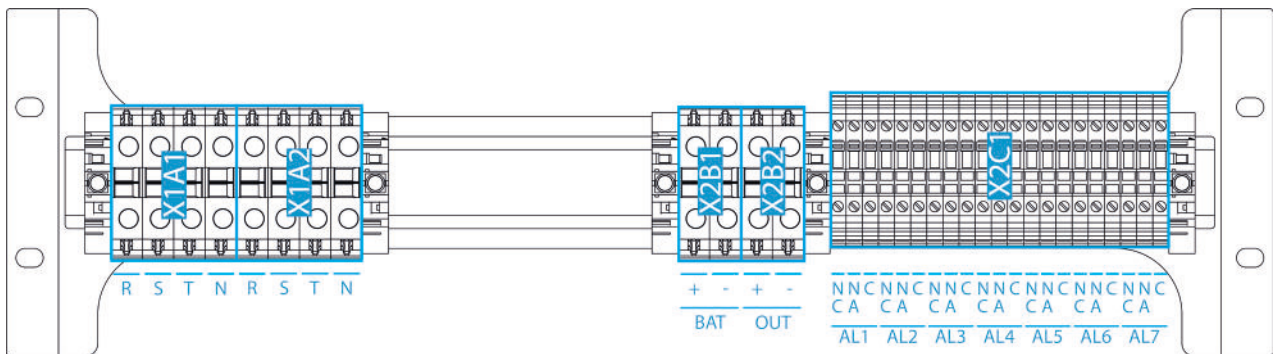 X1A1 X1A2 X2B1 X2B2 X2C1
R S T N R S T N + - + - N N C N N C N N C N N C N N C N N C N N C
C A C A C A C A C A C A C A
BAT OUT AL1 AL2 AL3 AL4 AL5 AL6 AL7